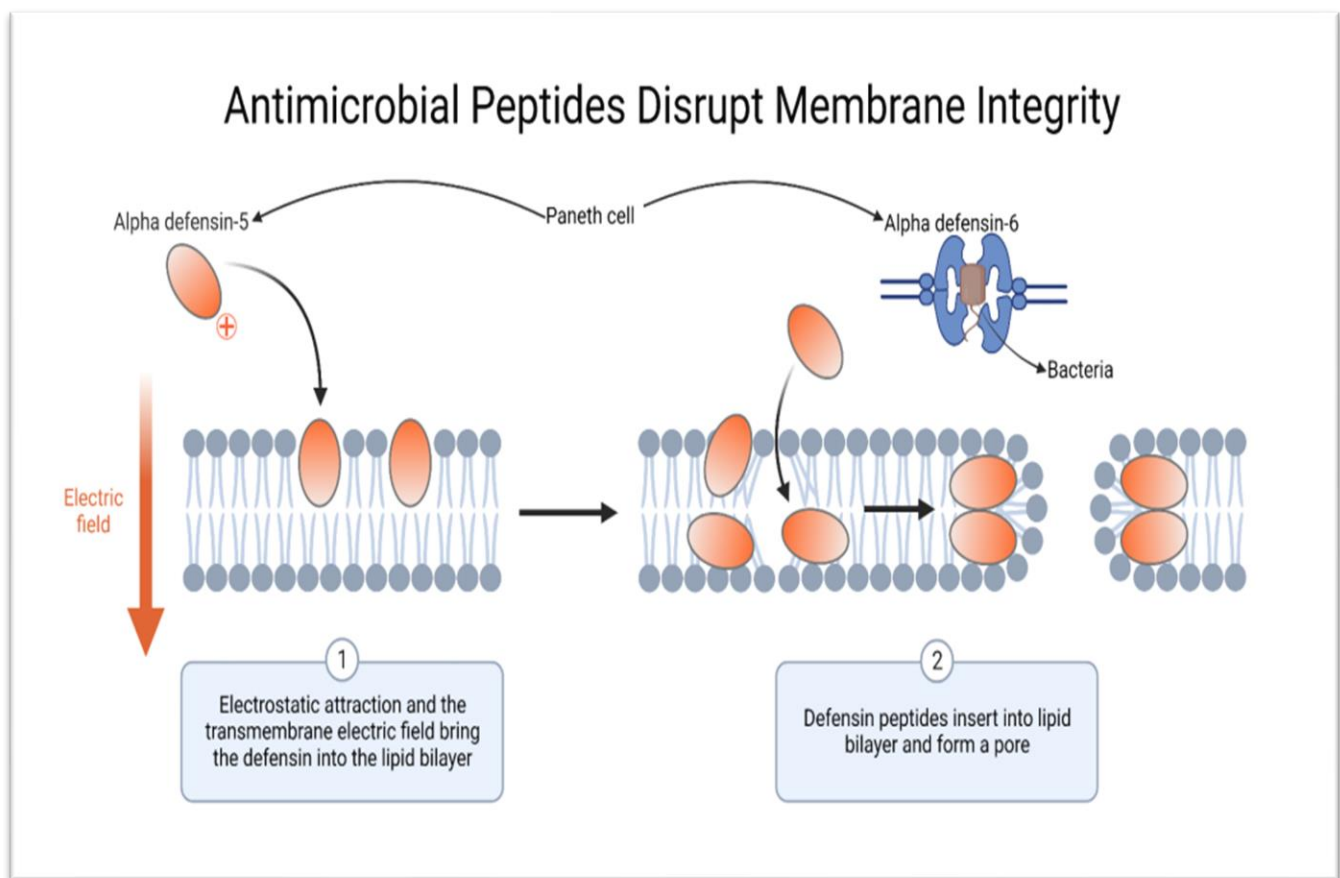 Antimicrobial Peptides Disrupt Membrane Integrity
Paneth cell
Alpha defensin-5
Alpha defensin-6
Bacteria
Electric
field
1
Electrostatic attraction and the
transmembrane electric field bring
the defensin into the lipid bilayer
2
Defensin peptides insert into lipid
bilayer and form a pore